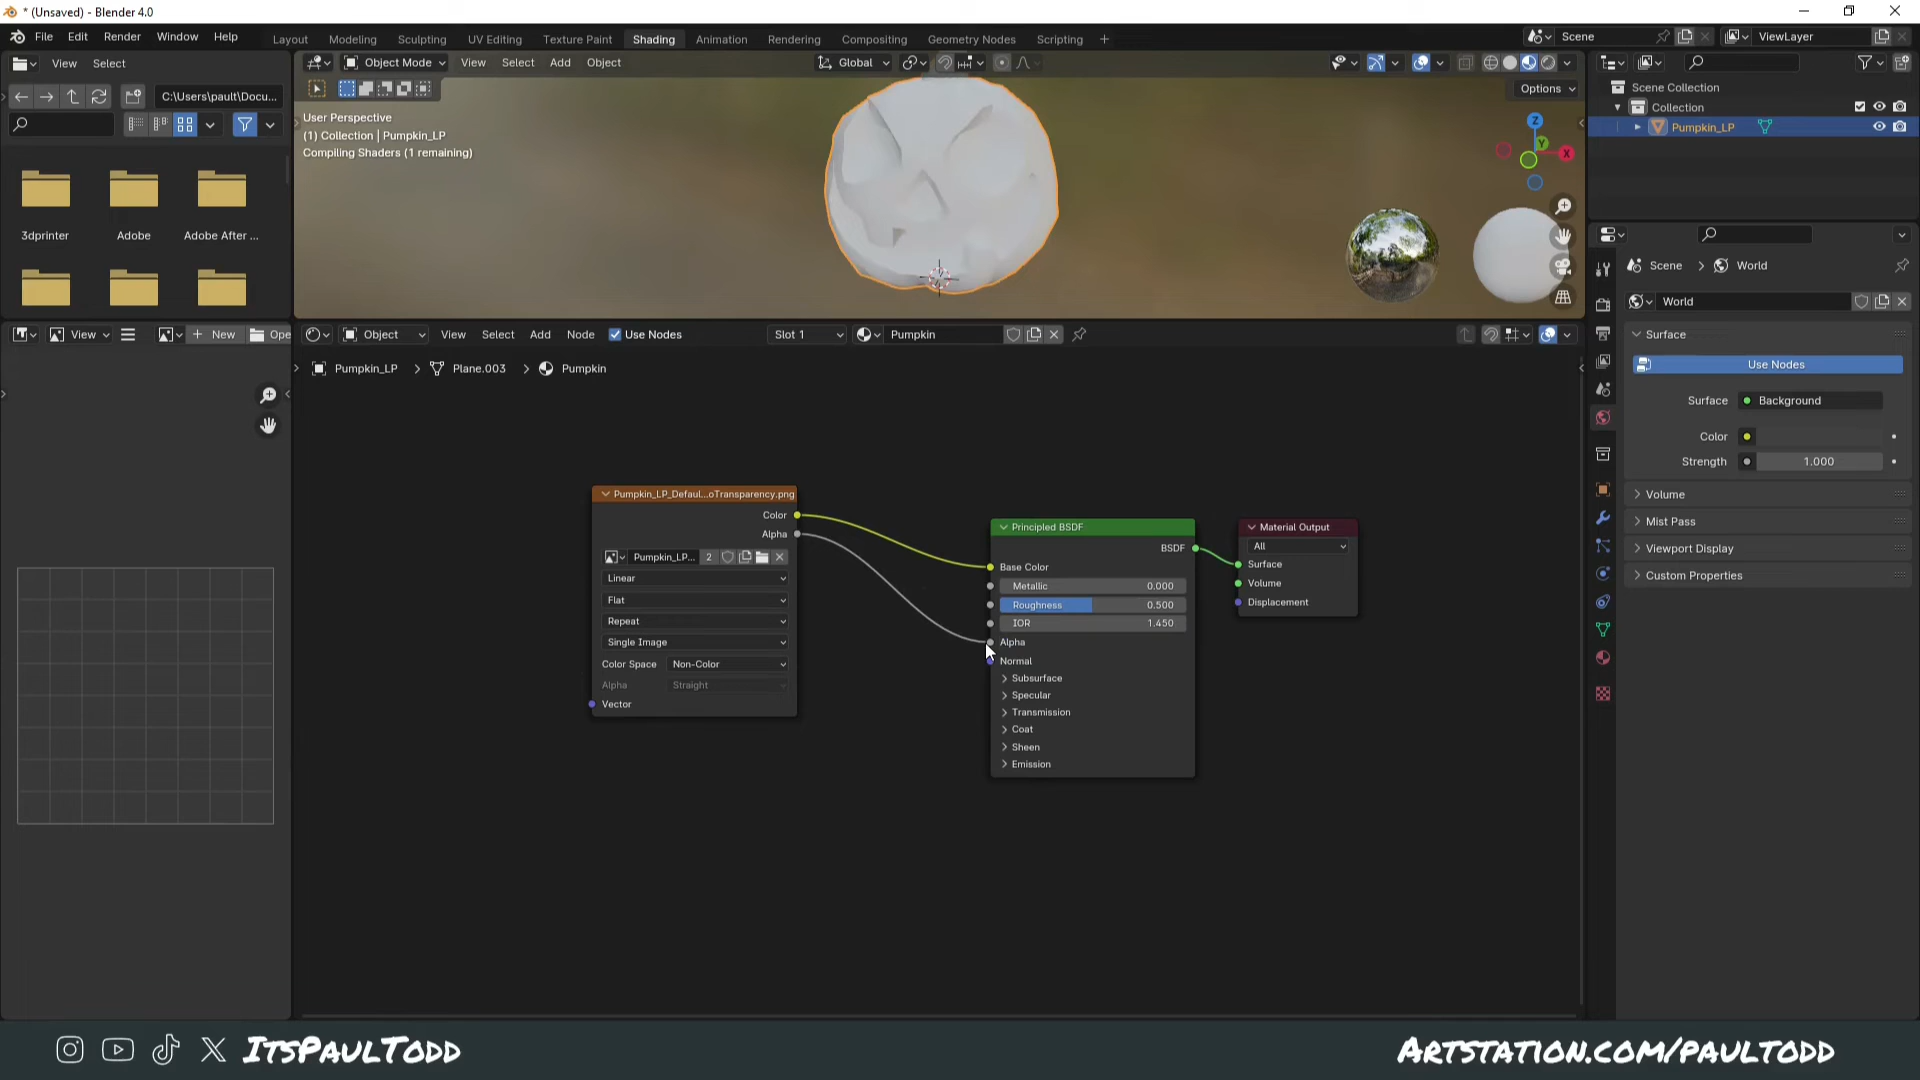 * (Unsaved) - Blender 4.0
File Edit Render Window Help
Layout Modeling Sculpting UV Editing Texture Paint Shading Animation Rendering Compositing Geometry Nodes Scripting +
Scene
ViewLayer
View Select
Object Mode View Select Add Object
Global
Options
C:\Users\pault\Docu...
3dprinter Adobe Adobe After ...
User Perspective
(1) Collection | Pumpkin_LP
Compiling Shaders (1 remaining)
Z
Y
X
Scene Collection
Collection
Pumpkin_LP
View
+ New
Ope
Object View Select Add Node Use Nodes
Slot 1
Pumpkin
Pumpkin_LP > Plane.003 > Pumpkin
Pumpkin_LP_Defaul...oTransparency.png
Color
Alpha
Pumpkin_LP... 2
Linear
Flat
Repeat
Single Image
Color Space Non-Color
Alpha Straight
Vector
Principled BSDF
BSDF
Base Color
Metallic 0.000
Roughness 0.500
IOR 1.450
Alpha
Normal
Subsurface
Specular
Transmission
Coat
Sheen
Emission
Material Output
All
Surface
Volume
Displacement
Scene > World
World
Surface
Use Nodes
Surface Background
Color
Strength 1.000
Volume
Mist Pass
Viewport Display
Custom Properties
ItsPaulTodd
Artstation.com/paultodd